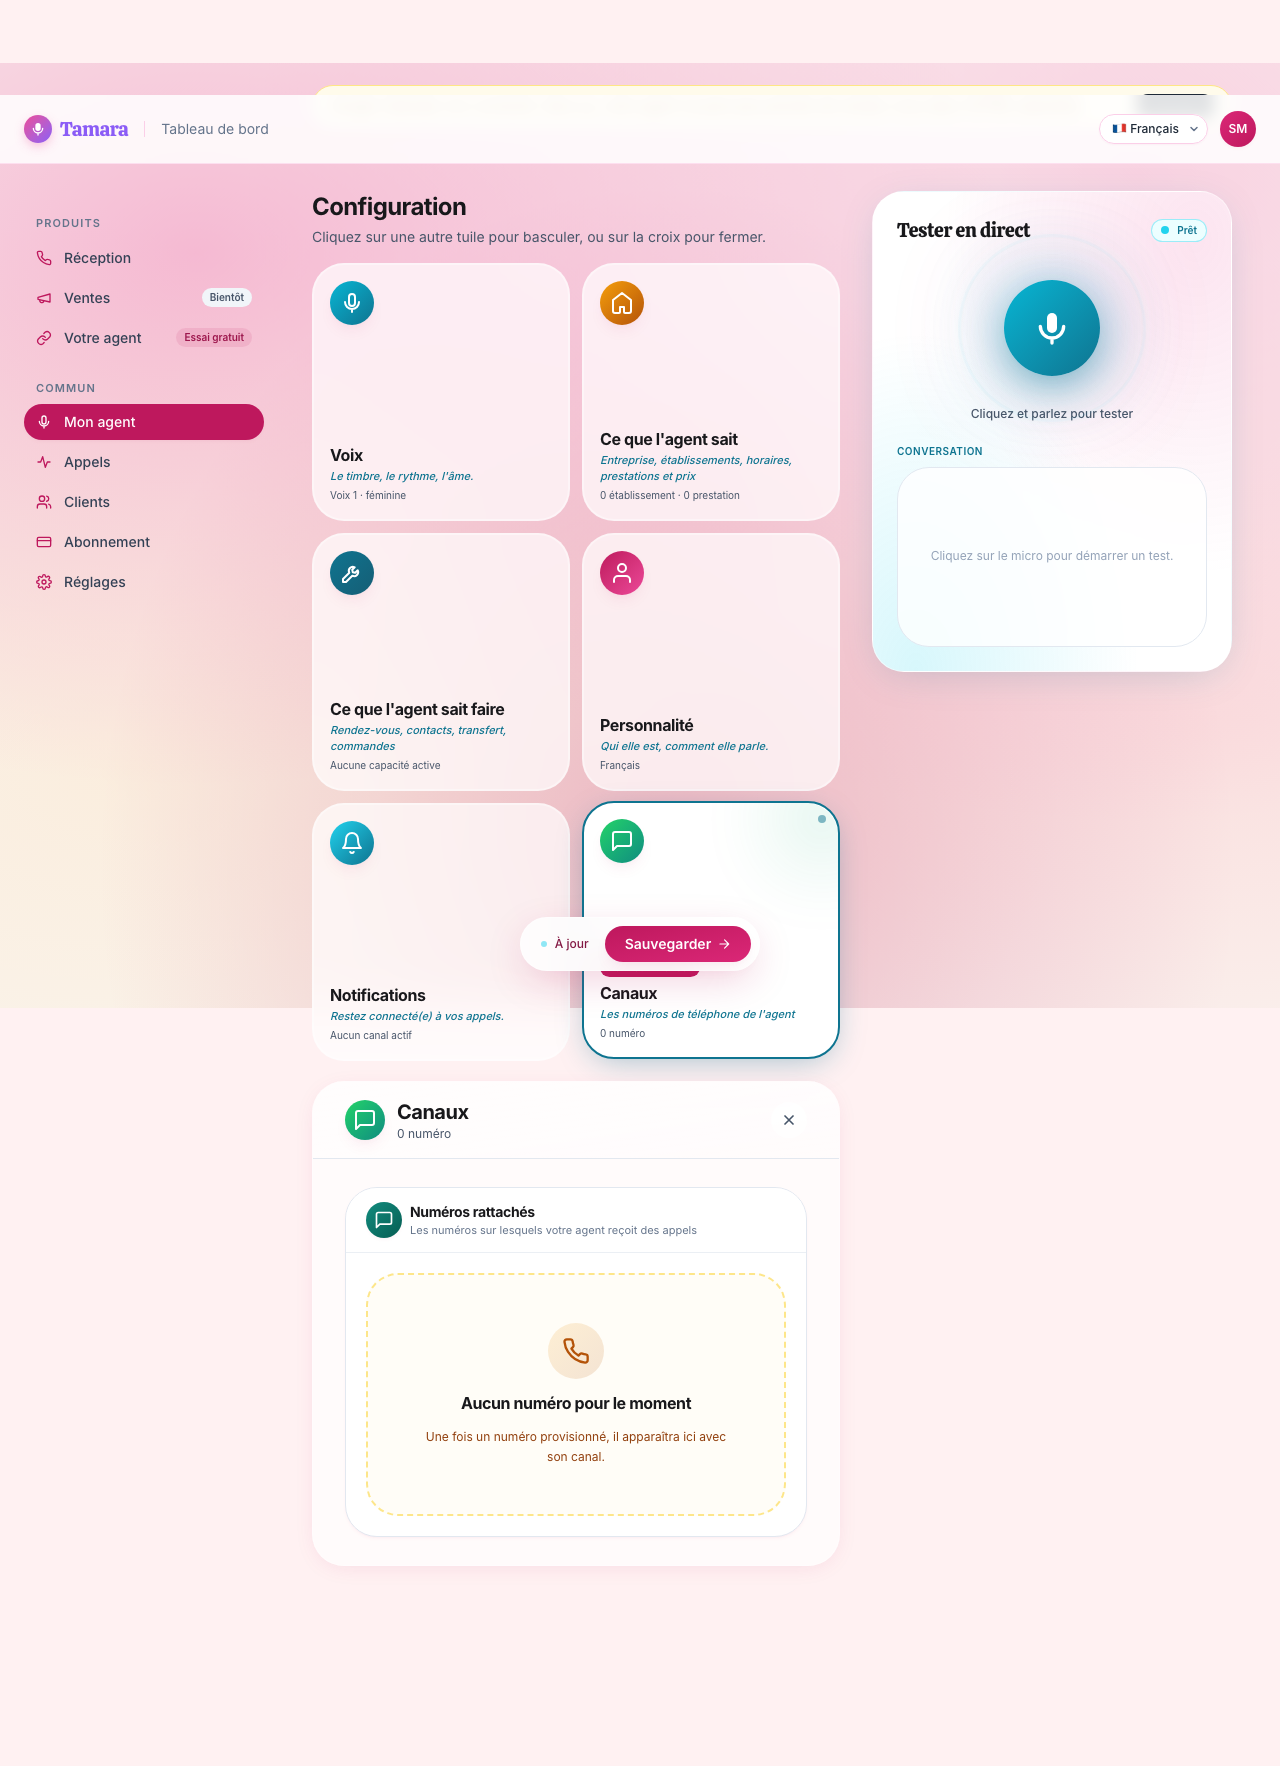 Tamara
Tableau de bord
Français
SM
PRODUITS
Réception
Ventes
Bientôt
Votre agent
Essai gratuit
COMMUN
Mon agent
Appels
Clients
Abonnement
Réglages
Configuration
Cliquez sur une autre tuile pour basculer, ou sur la croix pour fermer.
Voix
Le timbre, le rythme, l'âme.
Voix 1 · féminine
Ce que l'agent sait
Entreprise, établissements, horaires,
prestations et prix
0 établissement · 0 prestation
Ce que l'agent sait faire
Rendez-vous, contacts, transfert,
commandes
Aucune capacité active
Personnalité
Qui elle est, comment elle parle.
Français
Notifications
Restez connecté(e) à vos appels.
Aucun canal actif
Canaux
Les numéros de téléphone de l'agent
0 numéro
À jour
Sauvegarder
Canaux
0 numéro
Numéros rattachés
Les numéros sur lesquels votre agent reçoit des appels
Aucun numéro pour le moment
Une fois un numéro provisionné, il apparaîtra ici avec
son canal.
Tester en direct
Prêt
Cliquez et parlez pour tester
CONVERSATION
Cliquez sur le micro pour démarrer un test.